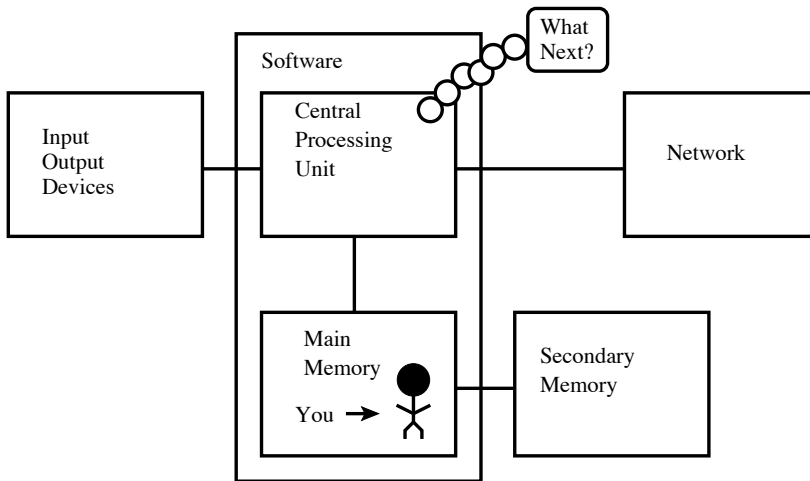 What
Next?
Software
Central
Processing
Unit
Input
Output
Devices
Network
Main
Memory
You
Secondary
Memory